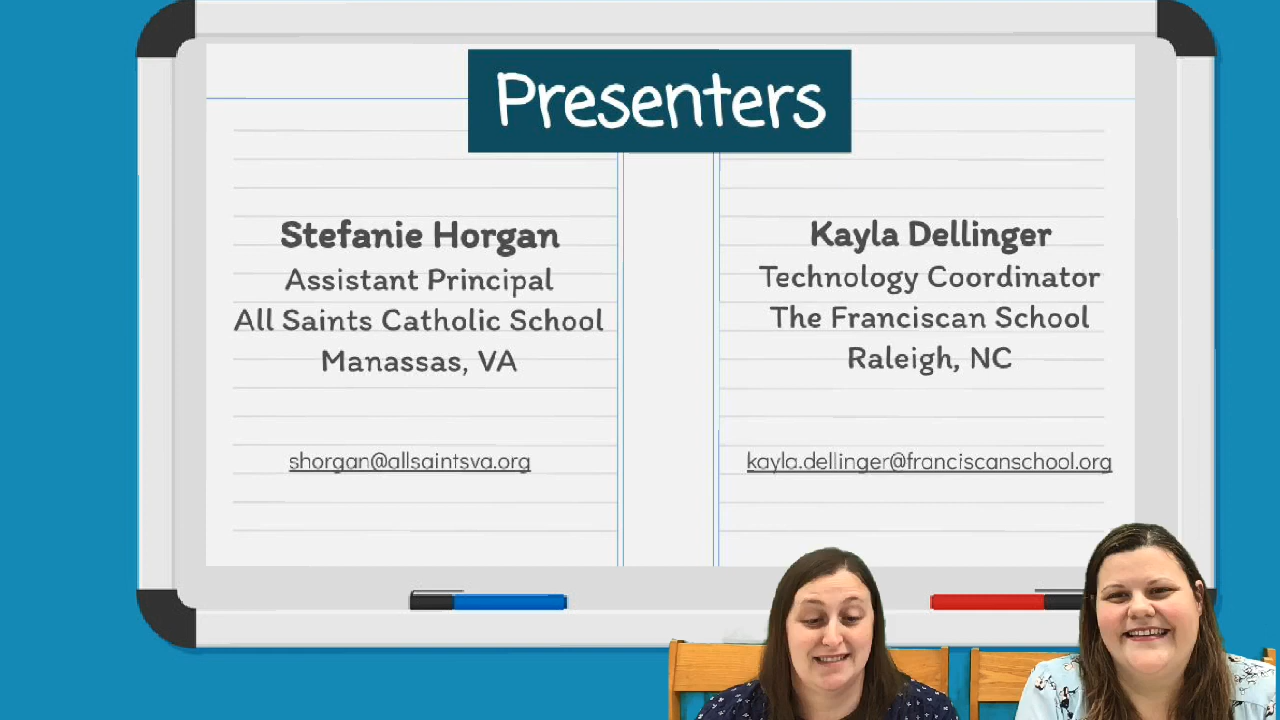 Presenters
Stefanie Horgan
Assistant Principal
All Saints Catholic School
Manassas, VA
shorgan@allsaintsva.org
Kayla Dellinger
Technology Coordinator
The Franciscan School
Raleigh, NC
kayla.dellinger@franciscanschool.org